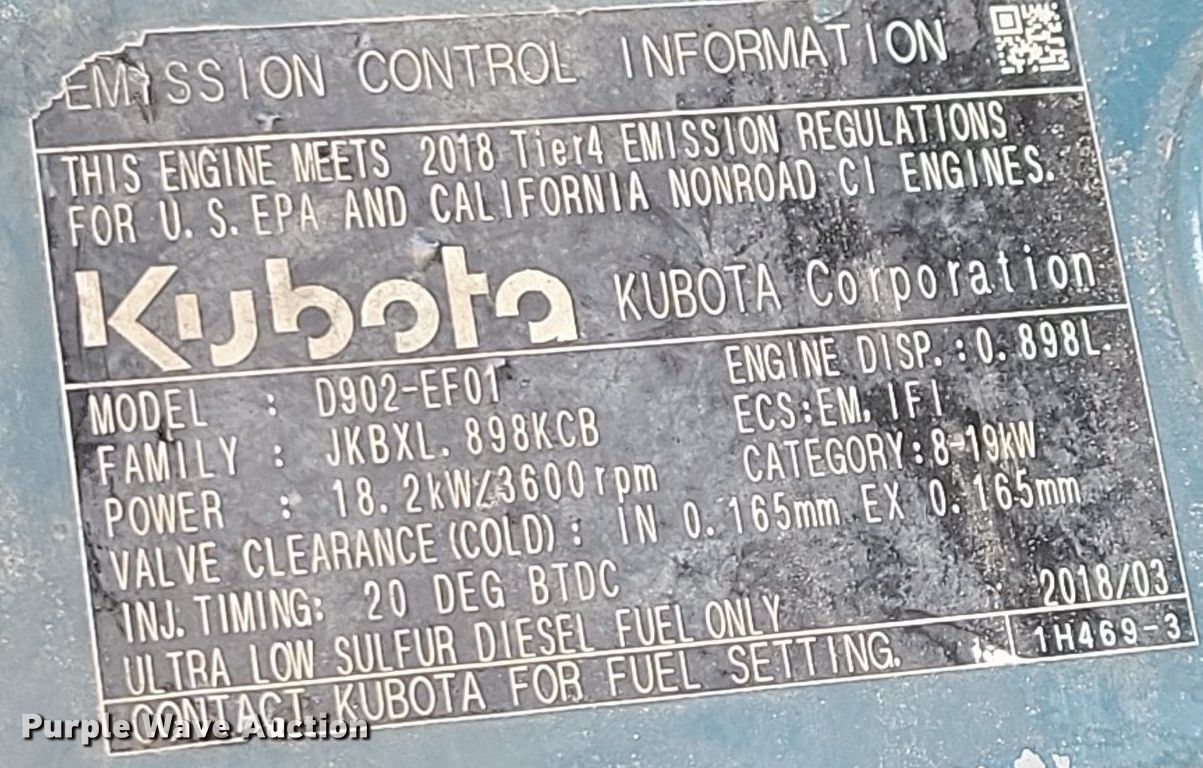 EMISSION CONTROL INFORMATION
THIS ENGINE MEETS 2018 Tier4 EMISSION REGULATIONS
FOR U.S.EPA AND CALIFORNIA NONROAD CI ENGINES.
Kubota KUBOTA Corporation
MODEL : D902-EF01 ENGINE DISP.:0.898L.
FAMILY : JKBXL.898KCB ECS:EM,IFI
POWER : 18.2kW/3600rpm CATEGORY:8-19kW
VALVE CLEARANCE(COLD): IN 0.165mm EX 0.165mm
INJ.TIMING: 20 DEG BTDC
ULTRA LOW SULFUR DIESEL FUEL ONLY 2018/03
CONTACT KUBOTA FOR FUEL SETTING. 1H469-3
Purple Wave Auction